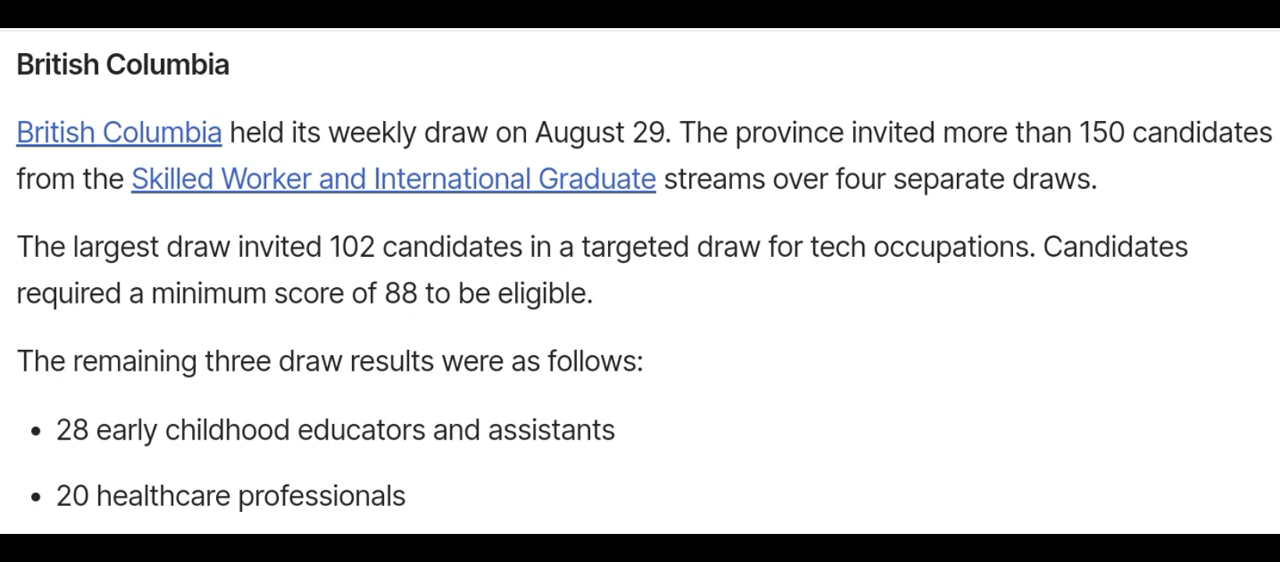 British Columbia
British Columbia held its weekly draw on August 29. The province invited more than 150 candidates
from the Skilled Worker and International Graduate streams over four separate draws.
The largest draw invited 102 candidates in a targeted draw for tech occupations. Candidates
required a minimum score of 88 to be eligible.
The remaining three draw results were as follows:
• 28 early childhood educators and assistants
• 20 healthcare professionals